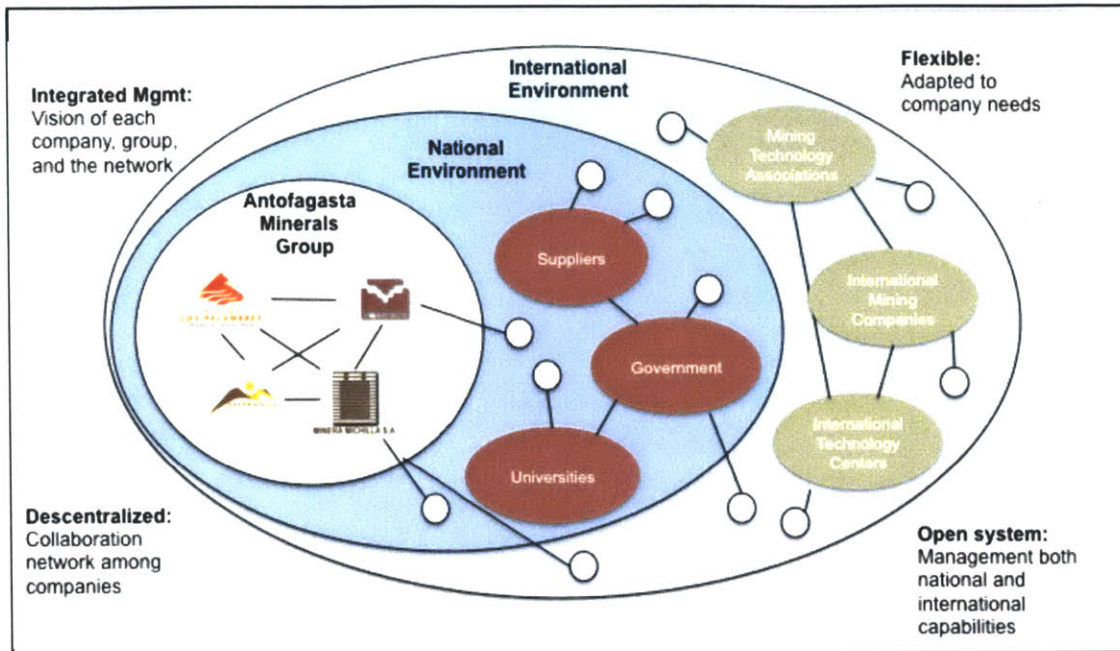 International
Environment
Flexible:
Adapted to
company needs
Integrated Mgmt:
Vision of each
company, group,
and the network
National
Environment
Mining
Technology
Associations
Antofagasta
Minerals
Group
Suppliers
LOS PELAMBRES
International
Mining
Companies
Government
MINERA MICHILLA S.A
International
Technology
Centers
Universities
Descentralized:
Collaboration
network among
companies
Open system:
Management both
national and
international
capabilities